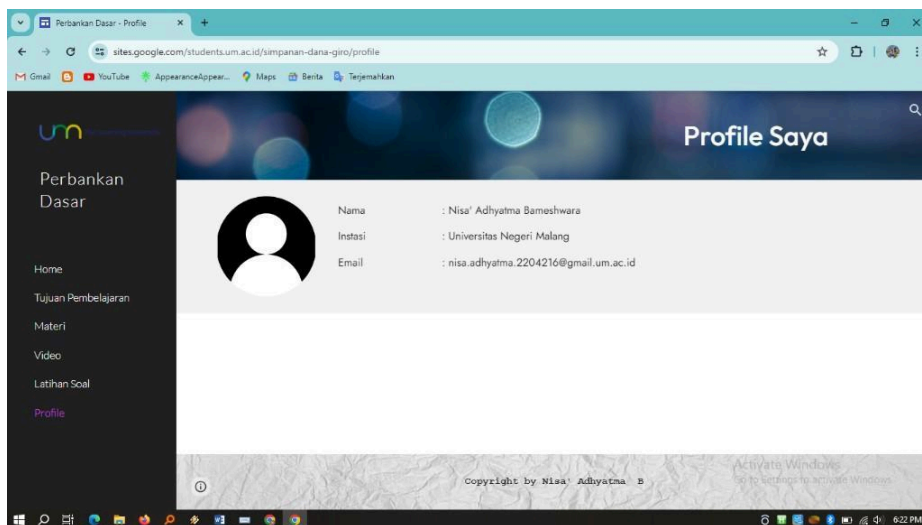 Perbankan Dasar - Profile
sites.google.com/students.um.ac.id/simpanan-dana-giro/profile
Gmail YouTube AppearanceAppear... Maps Berita Terjemahkan
um
Perbankan
Dasar
Home
Tujuan Pembelajaran
Materi
Video
Latihan Soal
Profile
Profile Saya
Nama : Nisa' Adhyatma Bameshwara
Instasi : Universitas Negeri Malang
Email : nisa.adhyatma.2204216@gmail.um.ac.id
Copyright by Nisa' Adhyatma B
Activate Windows
Go to Settings to activate Windows.
6:22 PM